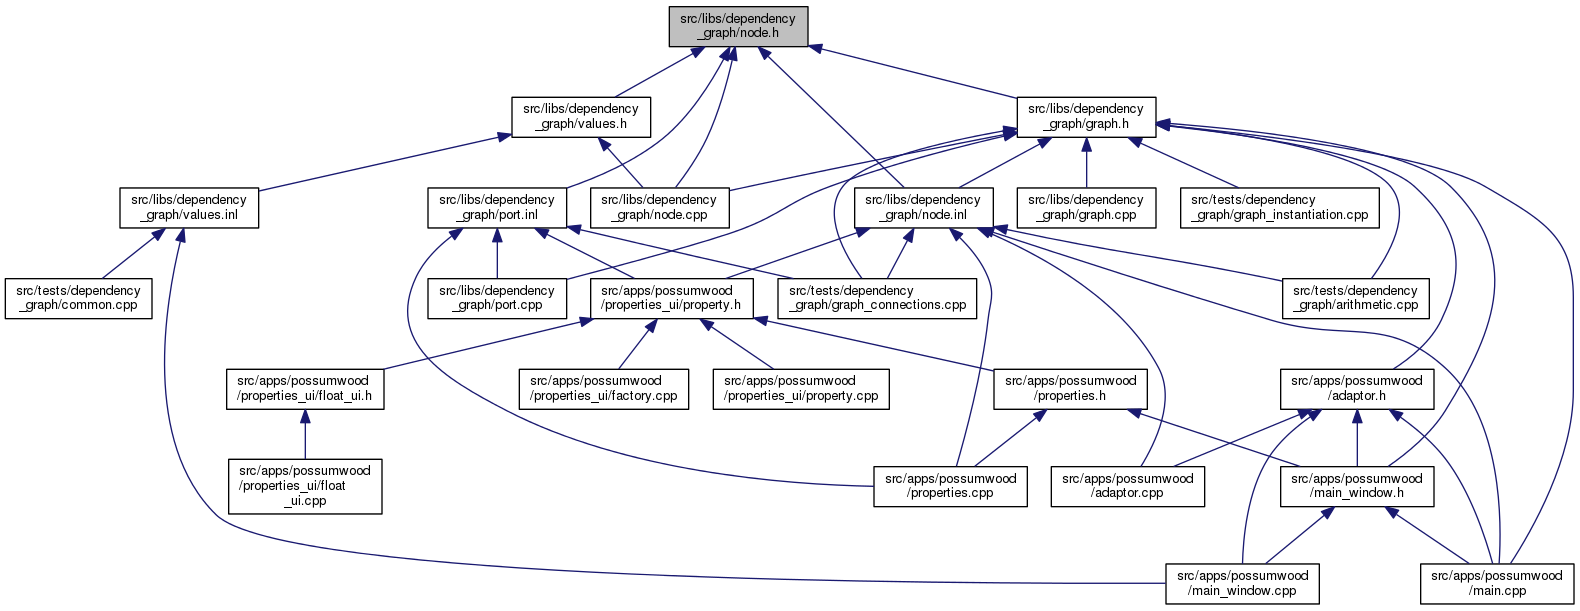 src/libs/dependency
_graph/node.h
src/libs/dependency
_graph/values.h
src/libs/dependency
_graph/graph.h
src/libs/dependency
_graph/values.inl
src/libs/dependency
_graph/port.inl
src/libs/dependency
_graph/node.cpp
src/libs/dependency
_graph/node.inl
src/libs/dependency
_graph/graph.cpp
src/tests/dependency
_graph/graph_instantiation.cpp
src/tests/dependency
_graph/common.cpp
src/libs/dependency
_graph/port.cpp
src/apps/possumwood
/properties_ui/property.h
src/tests/dependency
_graph/graph_connections.cpp
src/tests/dependency
_graph/arithmetic.cpp
src/apps/possumwood
/properties_ui/float_ui.h
src/apps/possumwood
/properties_ui/factory.cpp
src/apps/possumwood
/properties_ui/property.cpp
src/apps/possumwood
/properties.h
src/apps/possumwood
/adaptor.h
src/apps/possumwood
/properties_ui/float
_ui.cpp
src/apps/possumwood
/properties.cpp
src/apps/possumwood
/adaptor.cpp
src/apps/possumwood
/main_window.h
src/apps/possumwood
/main_window.cpp
src/apps/possumwood
/main.cpp